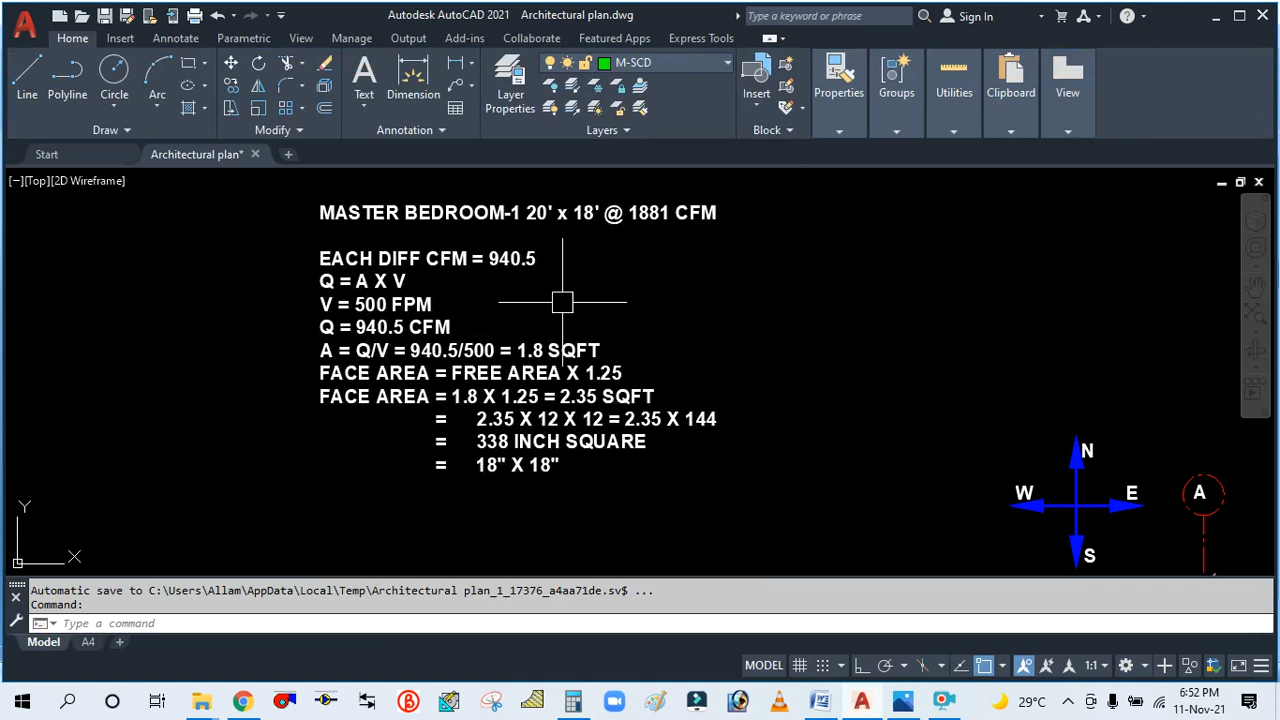 Autodesk AutoCAD 2021 Architectural plan.dwg
Type a keyword or phrase
Sign In
Home Insert Annotate Parametric View Manage Output Add-ins Collaborate Featured Apps Express Tools
Line Polyline Circle Arc
Text Dimension
Layer Properties
M-SCD
Insert
Properties Groups Utilities Clipboard View
Draw Modify Annotation Layers Block
Start Architectural plan*
[−][Top][2D Wireframe]
MASTER BEDROOM-1 20' x 18' @ 1881 CFM
EACH DIFF CFM = 940.5
Q = A X V
V = 500 FPM
Q = 940.5 CFM
A = Q/V = 940.5/500 = 1.8 SQFT
FACE AREA = FREE AREA X 1.25
FACE AREA = 1.8 X 1.25 = 2.35 SQFT
= 2.35 X 12 X 12 = 2.35 X 144
= 338 INCH SQUARE
= 18" X 18"
N
W E
S
A
Y
X
Automatic save to C:\Users\Allam\AppData\Local\Temp\Architectural plan_1_17376_a4aa71de.sv$ ...
Command:
Type a command
Model A4
MODEL 1:1
29°C
6:52 PM
11-Nov-21